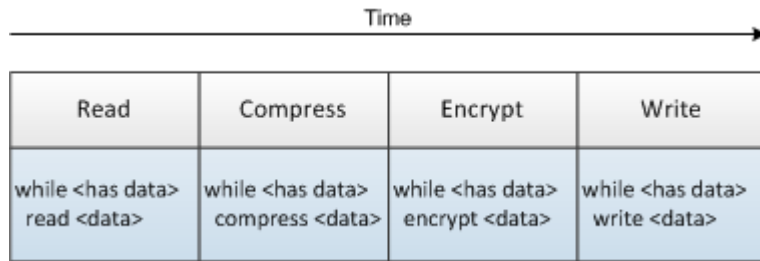 Time
Read
Compress
Encrypt
Write
while <has data>
read <data>
while <has data>
compress <data>
while <has data>
encrypt <data>
while <has data>
write <data>